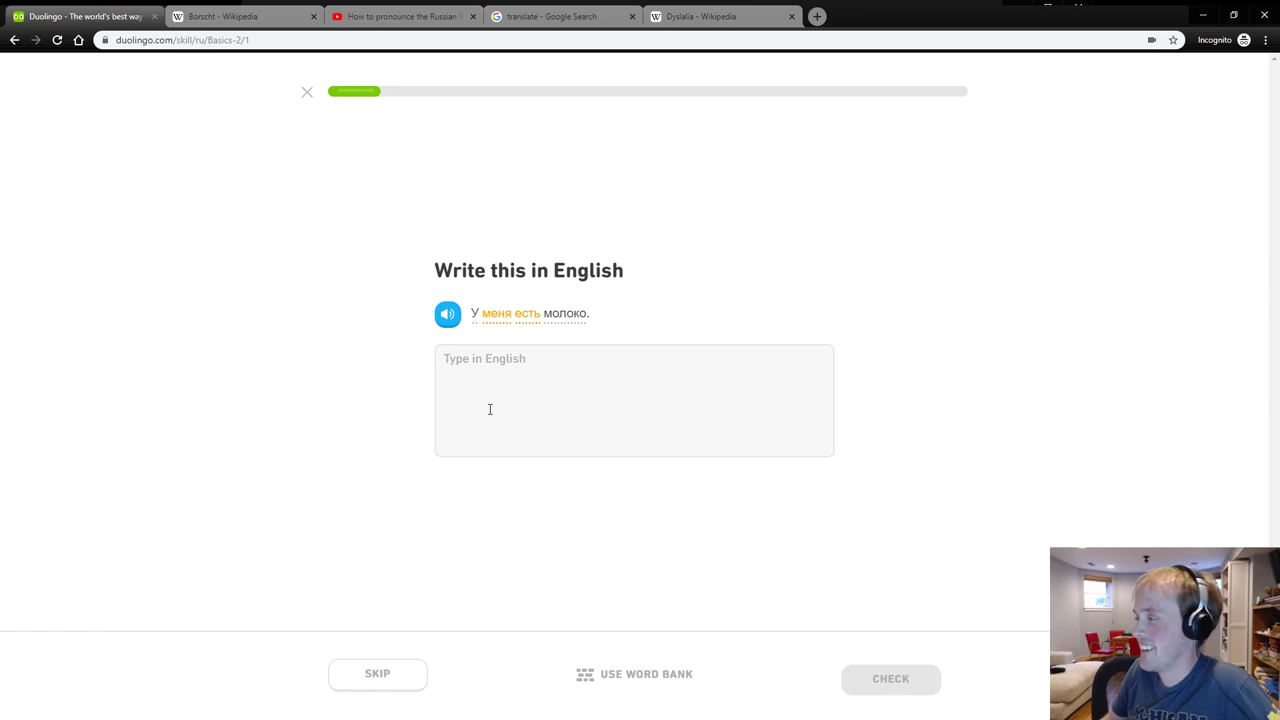 Duolingo - The world's best way
Borscht - Wikipedia
How to pronounce the Russian
translate - Google Search
Dyslalia - Wikipedia
duolingo.com/skill/ru/Basics-2/1
Incognito
Write this in English
У меня есть молоко.
Type in English
SKIP
USE WORD BANK
CHECK